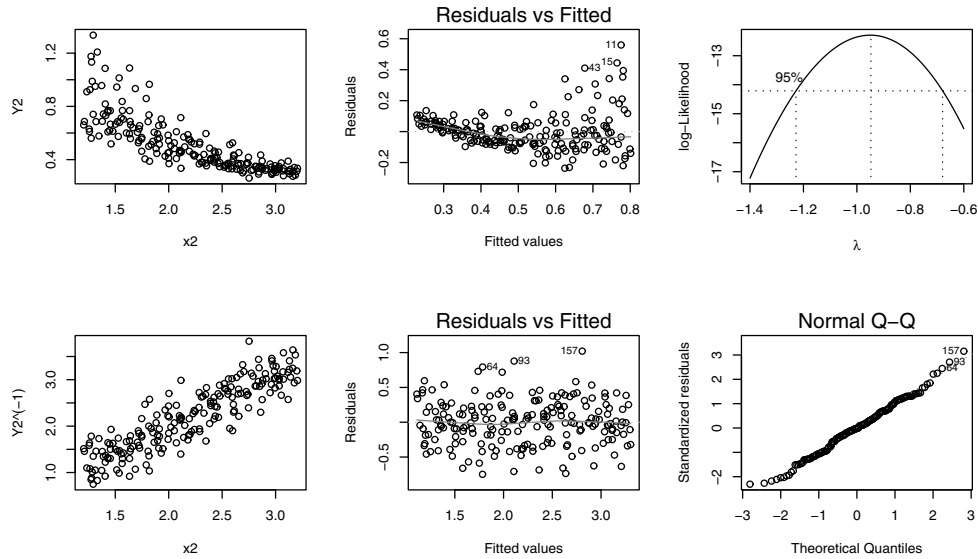 Y2
0.4 0.8 1.2
1.5 2.0 2.5 3.0
x2
Residuals vs Fitted
Residuals
−0.2 0.2 0.6
11
15
43
0.3 0.4 0.5 0.6 0.7 0.8
Fitted values
log−Likelihood
−17 −15 −13
95%
−1.4 −1.2 −1.0 −0.8 −0.6
λ
Y2^(−1)
1.0 2.0 3.0
1.5 2.0 2.5 3.0
x2
Residuals vs Fitted
Residuals
−0.5 0.0 0.5 1.0
157
93
64
1.5 2.0 2.5 3.0
Fitted values
Normal Q−Q
Standardized residuals
−2 0 1 2 3
157
93
64
−3 −2 −1 0 1 2 3
Theoretical Quantiles